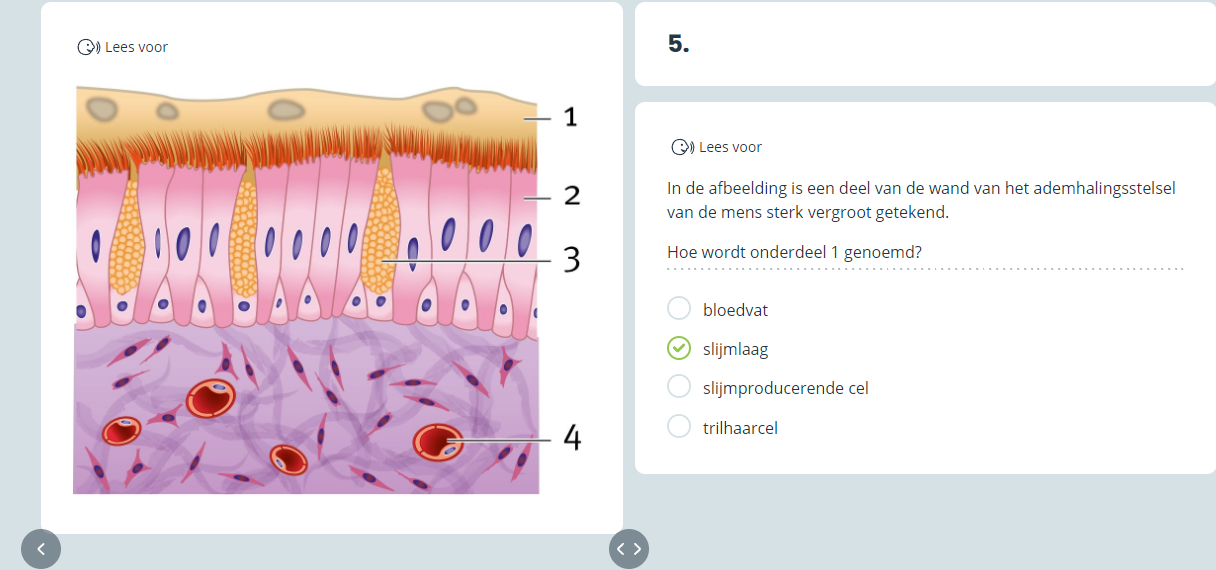 Lees voor
1
2
3
4
5.
Lees voor
In de afbeelding is een deel van de wand van het ademhalingsstelsel
van de mens sterk vergroot getekend.
Hoe wordt onderdeel 1 genoemd?
bloedvat
slijmlaag
slijmproducerende cel
trilhaarcel